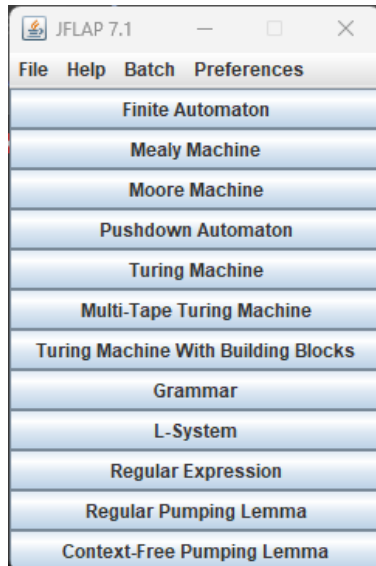 JFLAP 7.1
File Help Batch Preferences
Finite Automaton
Mealy Machine
Moore Machine
Pushdown Automaton
Turing Machine
Multi-Tape Turing Machine
Turing Machine With Building Blocks
Grammar
L-System
Regular Expression
Regular Pumping Lemma
Context-Free Pumping Lemma